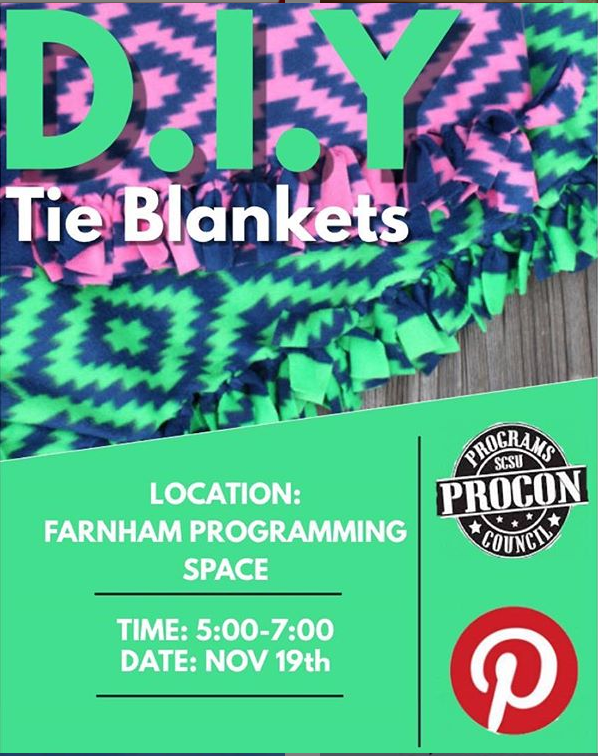 D.I.Y
Tie Blankets
LOCATION:
FARNHAM PROGRAMMING
SPACE
TIME: 5:00-7:00
DATE: NOV 19th
PROGRAMS
SCSU
PROCON
COUNCIL